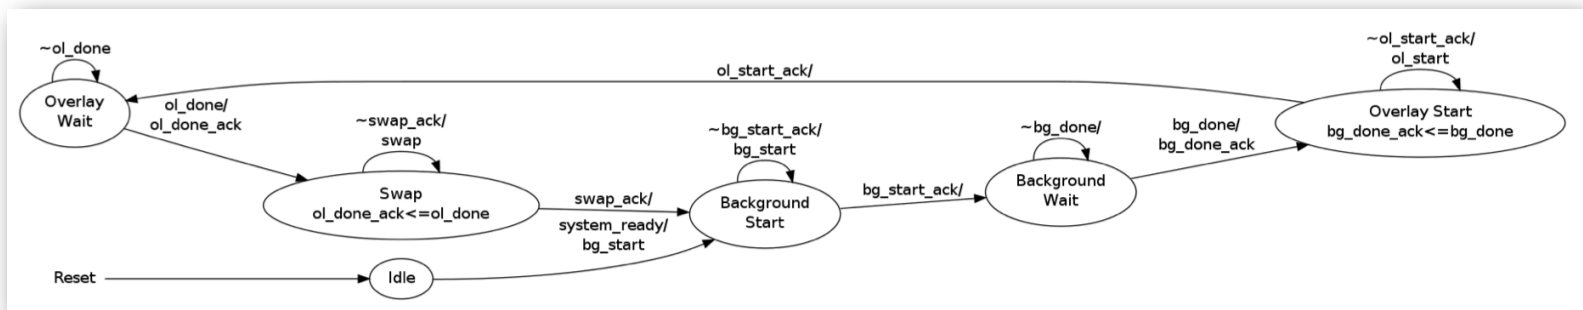 ~ol_done
Overlay
Wait
ol_done/
ol_done_ack
~swap_ack/
swap
Swap
ol_done_ack<=ol_done
swap_ack/
system_ready/
bg_start
Reset
Idle
~bg_start_ack/
bg_start
Background
Start
bg_start_ack/
~bg_done/
Background
Wait
bg_done/
bg_done_ack
~ol_start_ack/
ol_start
Overlay Start
bg_done_ack<=bg_done
ol_start_ack/